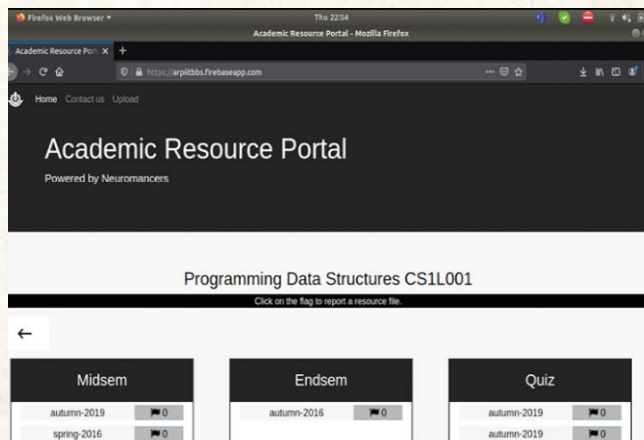 Firefox Web Browser
Thu 22:54
Academic Resource Portal - Mozilla Firefox
Academic Resource Port
https://arpiitbbs.firebaseapp.com
Home Contact us Upload
Academic Resource Portal
Powered by Neuromancers
Programming Data Structures CS1L001
Click on the flag to report a resource file.
Midsem
autumn-2019 0
spring-2016 0
Endsem
autumn-2016 0
Quiz
autumn-2019 0
autumn-2019 0